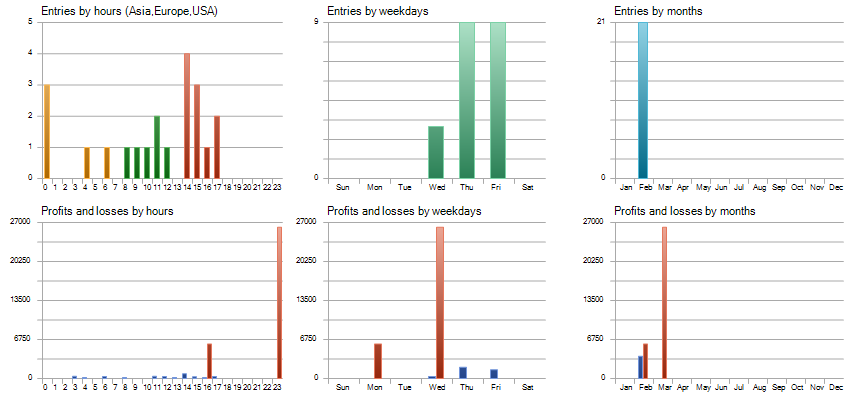 Entries by hours (Asia,Europe,USA) Entries by weekdays Entries by months
5 9 21
4
3
2
1
0 0 0
0 1 2 3 4 5 6 7 8 9 10 11 12 13 14 15 16 17 18 19 20 21 22 23 Sun Mon Tue Wed Thu Fri Sat Jan Feb Mar Apr May Jun Jul Aug Sep Oct Nov Dec
Profits and losses by hours Profits and losses by weekdays Profits and losses by months
27000 27000 27000
20250 20250 20250
13500 13500 13500
6750 6750 6750
0 0 0
0 1 2 3 4 5 6 7 8 9 10 11 12 13 14 15 16 17 18 19 20 21 22 23 Sun Mon Tue Wed Thu Fri Sat Jan Feb Mar Apr May Jun Jul Aug Sep Oct Nov Dec